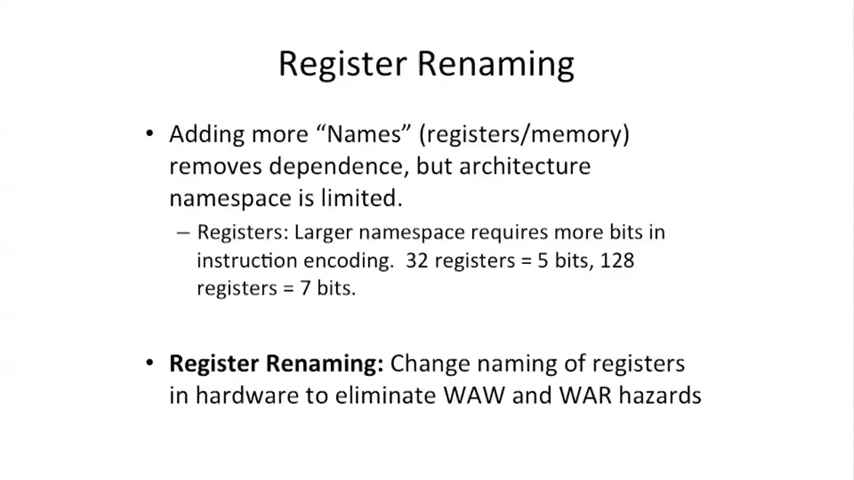 Register Renaming
• Adding more “Names” (registers/memory)
removes dependence, but architecture
namespace is limited.
– Registers: Larger namespace requires more bits in
instruction encoding.  32 registers = 5 bits, 128
registers = 7 bits.
• Register Renaming: Change naming of registers
in hardware to eliminate WAW and WAR hazards